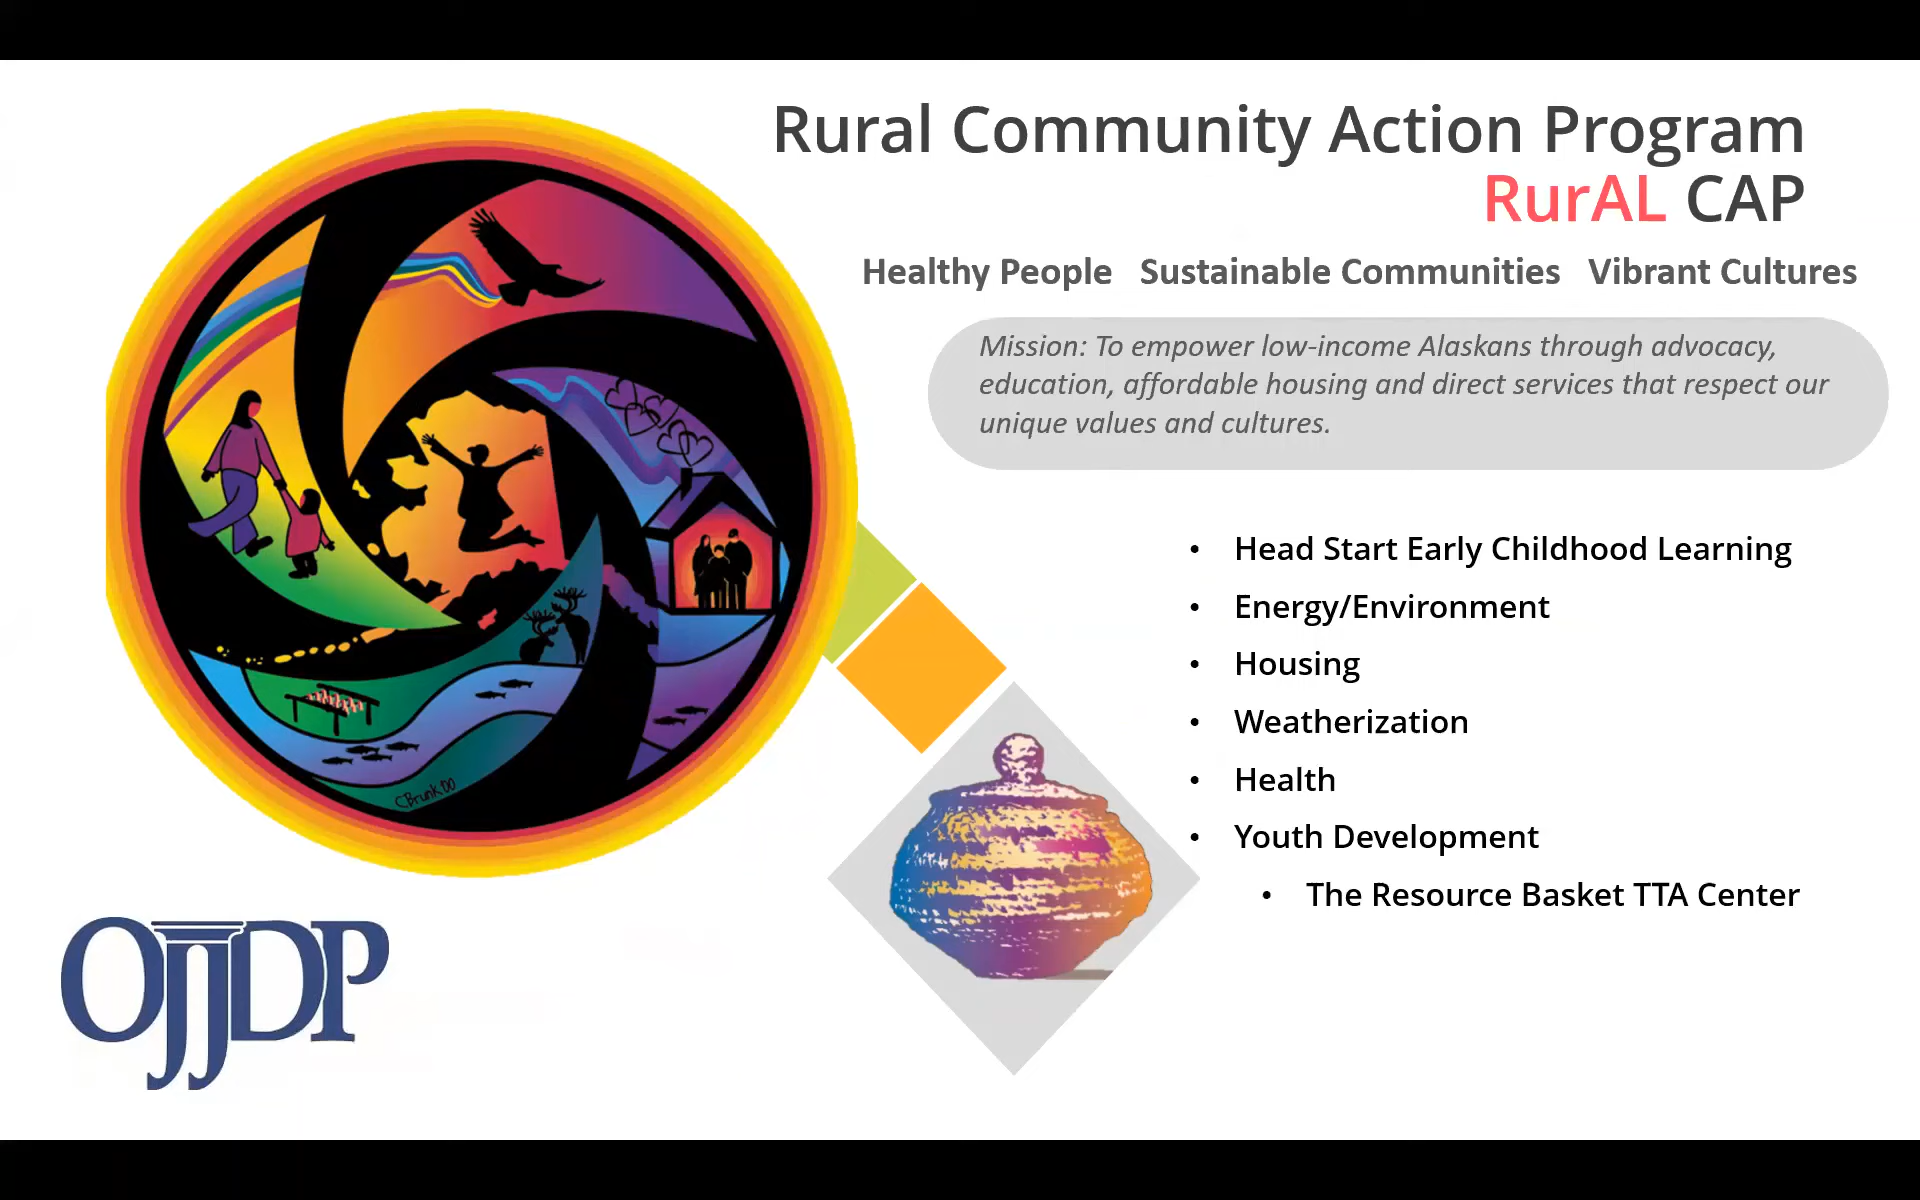 Rural Community Action Program
RurAL CAP
Healthy People Sustainable Communities Vibrant Cultures
Mission: To empower low-income Alaskans through advocacy,
education, affordable housing and direct services that respect our
unique values and cultures.
• Head Start Early Childhood Learning
• Energy/Environment
• Housing
• Weatherization
• Health
• Youth Development
• The Resource Basket TTA Center
CBrunk 00
OJJDP